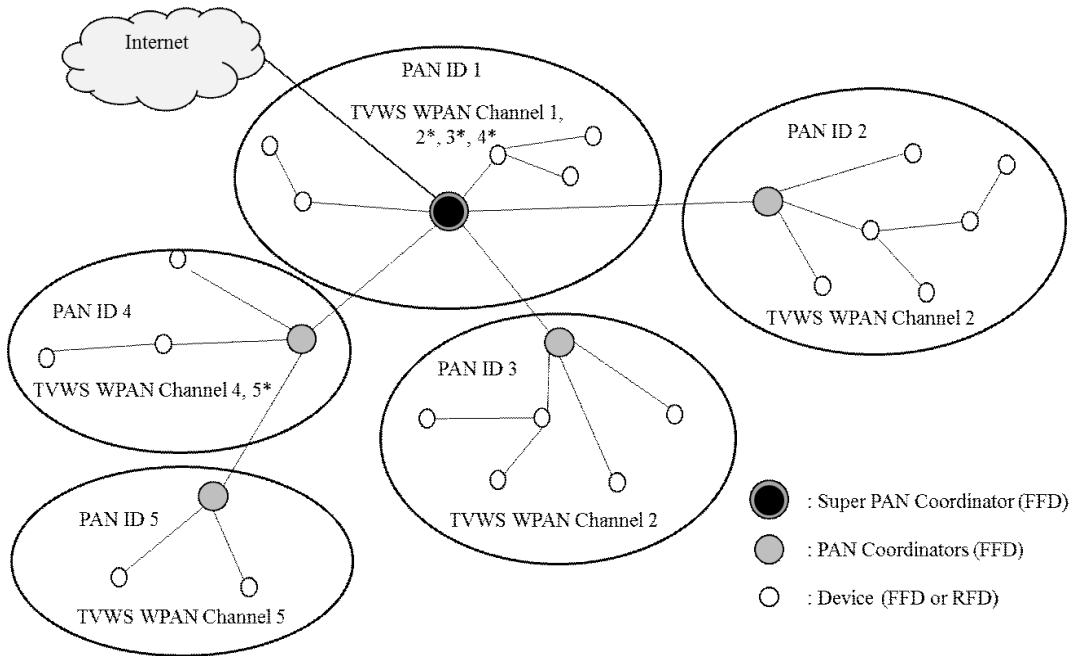 Internet
PAN ID 1
TVWS WPAN Channel 1,
2*, 3*, 4*
PAN ID 2
TVWS WPAN Channel 2
PAN ID 4
TVWS WPAN Channel 4, 5*
PAN ID 3
TVWS WPAN Channel 2
PAN ID 5
TVWS WPAN Channel 5
: Super PAN Coordinator (FFD)
: PAN Coordinators (FFD)
: Device (FFD or RFD)